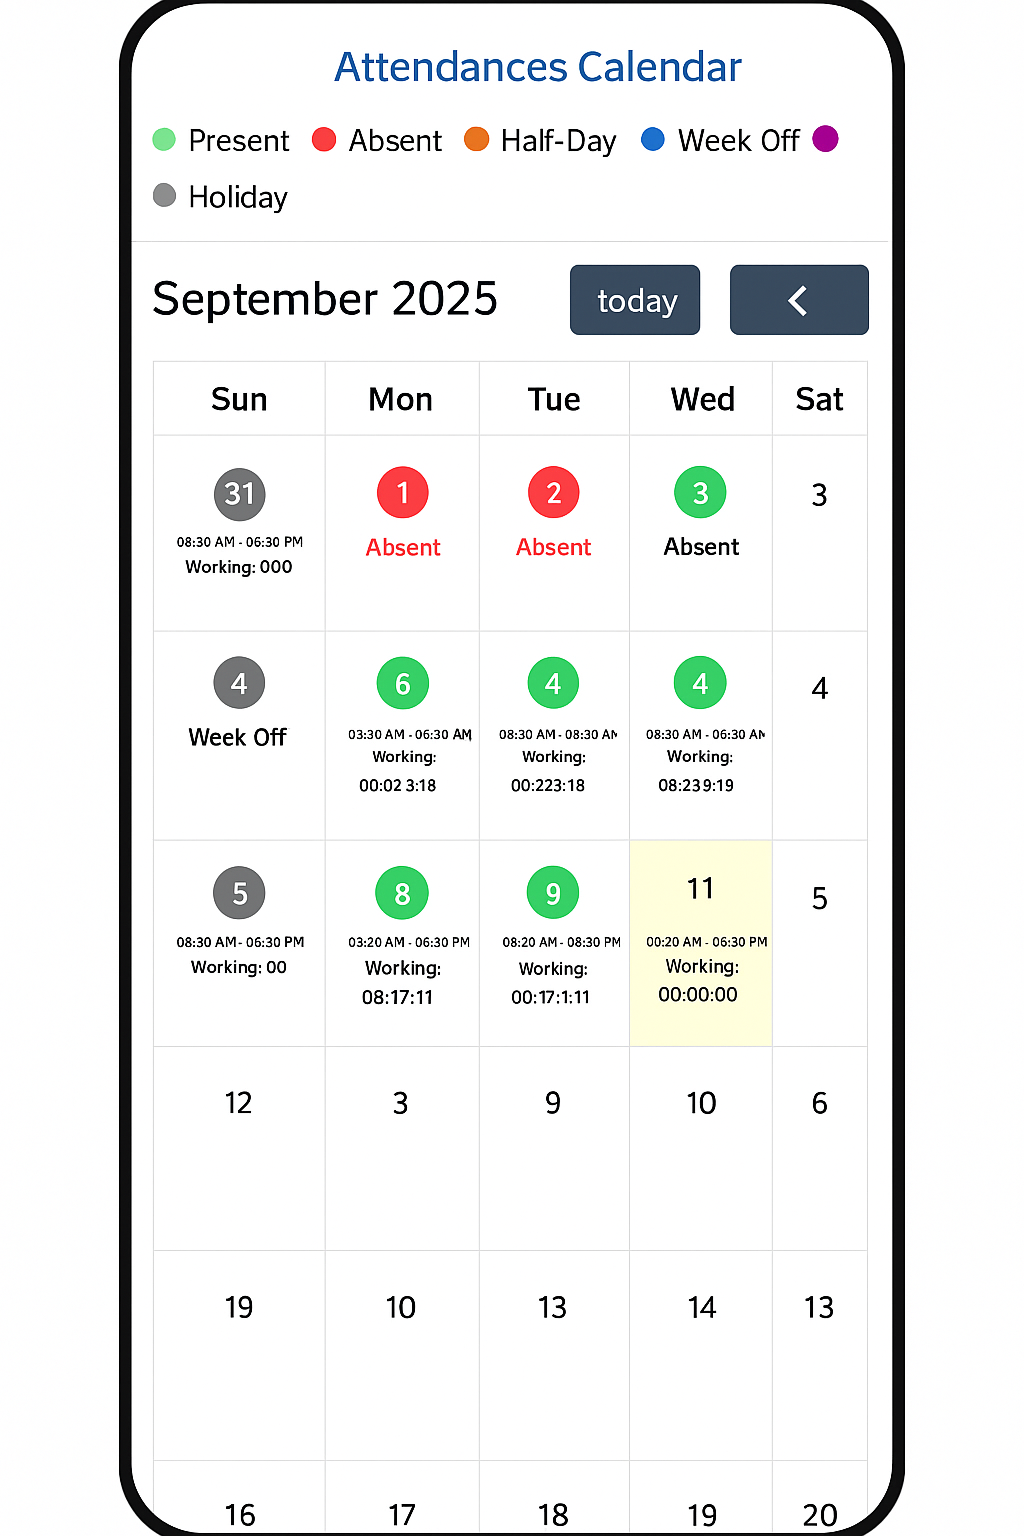 Attendances Calendar
Present Absent Half-Day Week Off
Holiday
September 2025 today
Sun Mon Tue Wed Sat
31 1 2 3 3
08:30 AM - 06:30 PM Absent Absent Absent
Working: 000
4 6 4 4 4
Week Off 03:30 AM - 06:30 AM 08:30 AM - 08:30 AM 08:30 AM - 06:30 AM
Working: Working: Working:
00:02 3:18 00:223:18 08:239:19
5 8 9 11 5
08:30 AM - 06:30 PM 03:20 AM - 06:30 PM 08:20 AM - 08:30 PM 00:20 AM - 06:30 PM
Working: 00 Working: Working: Working:
08:17:11 00:17:1:11 00:00:00
12 3 9 10 6
19 10 13 14 13
16 17 18 19 20